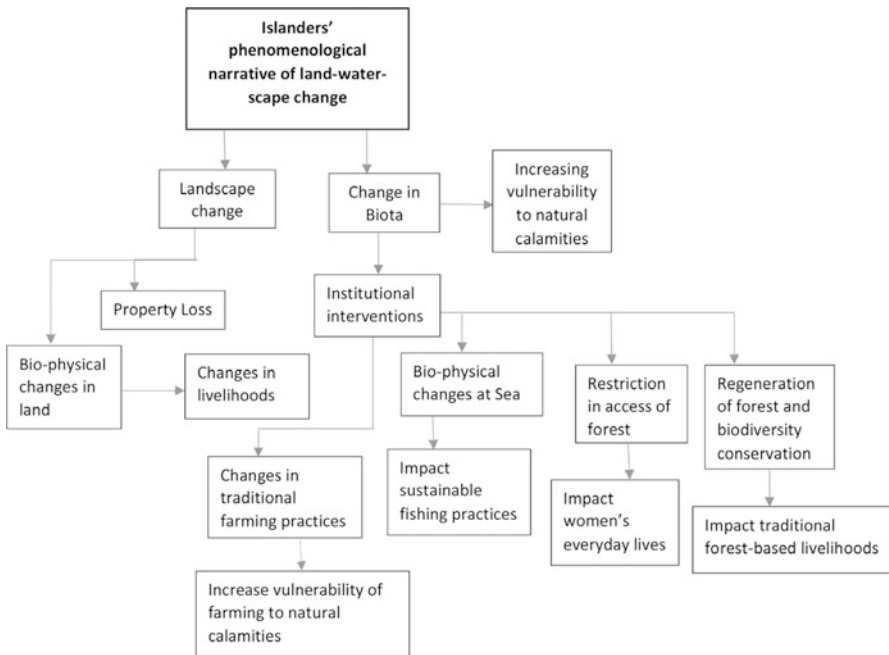 Islanders'
phenomenological
narrative of land-water-
scape change
Landscape
change
Change in
Biota
Increasing
vulnerability
to natural
calamities
Property Loss
Institutional
interventions
Bio-physical
changes in
land
Changes in
livelihoods
Bio-physical
changes at Sea
Restriction
in access of
forest
Regeneration
of forest and
biodiversity
conservation
Changes in
traditional
farming practices
Impact
sustainable
fishing practices
Impact
women's
everyday lives
Impact traditional
forest-based livelihoods
Increase vulnerability of
farming to natural
calamities